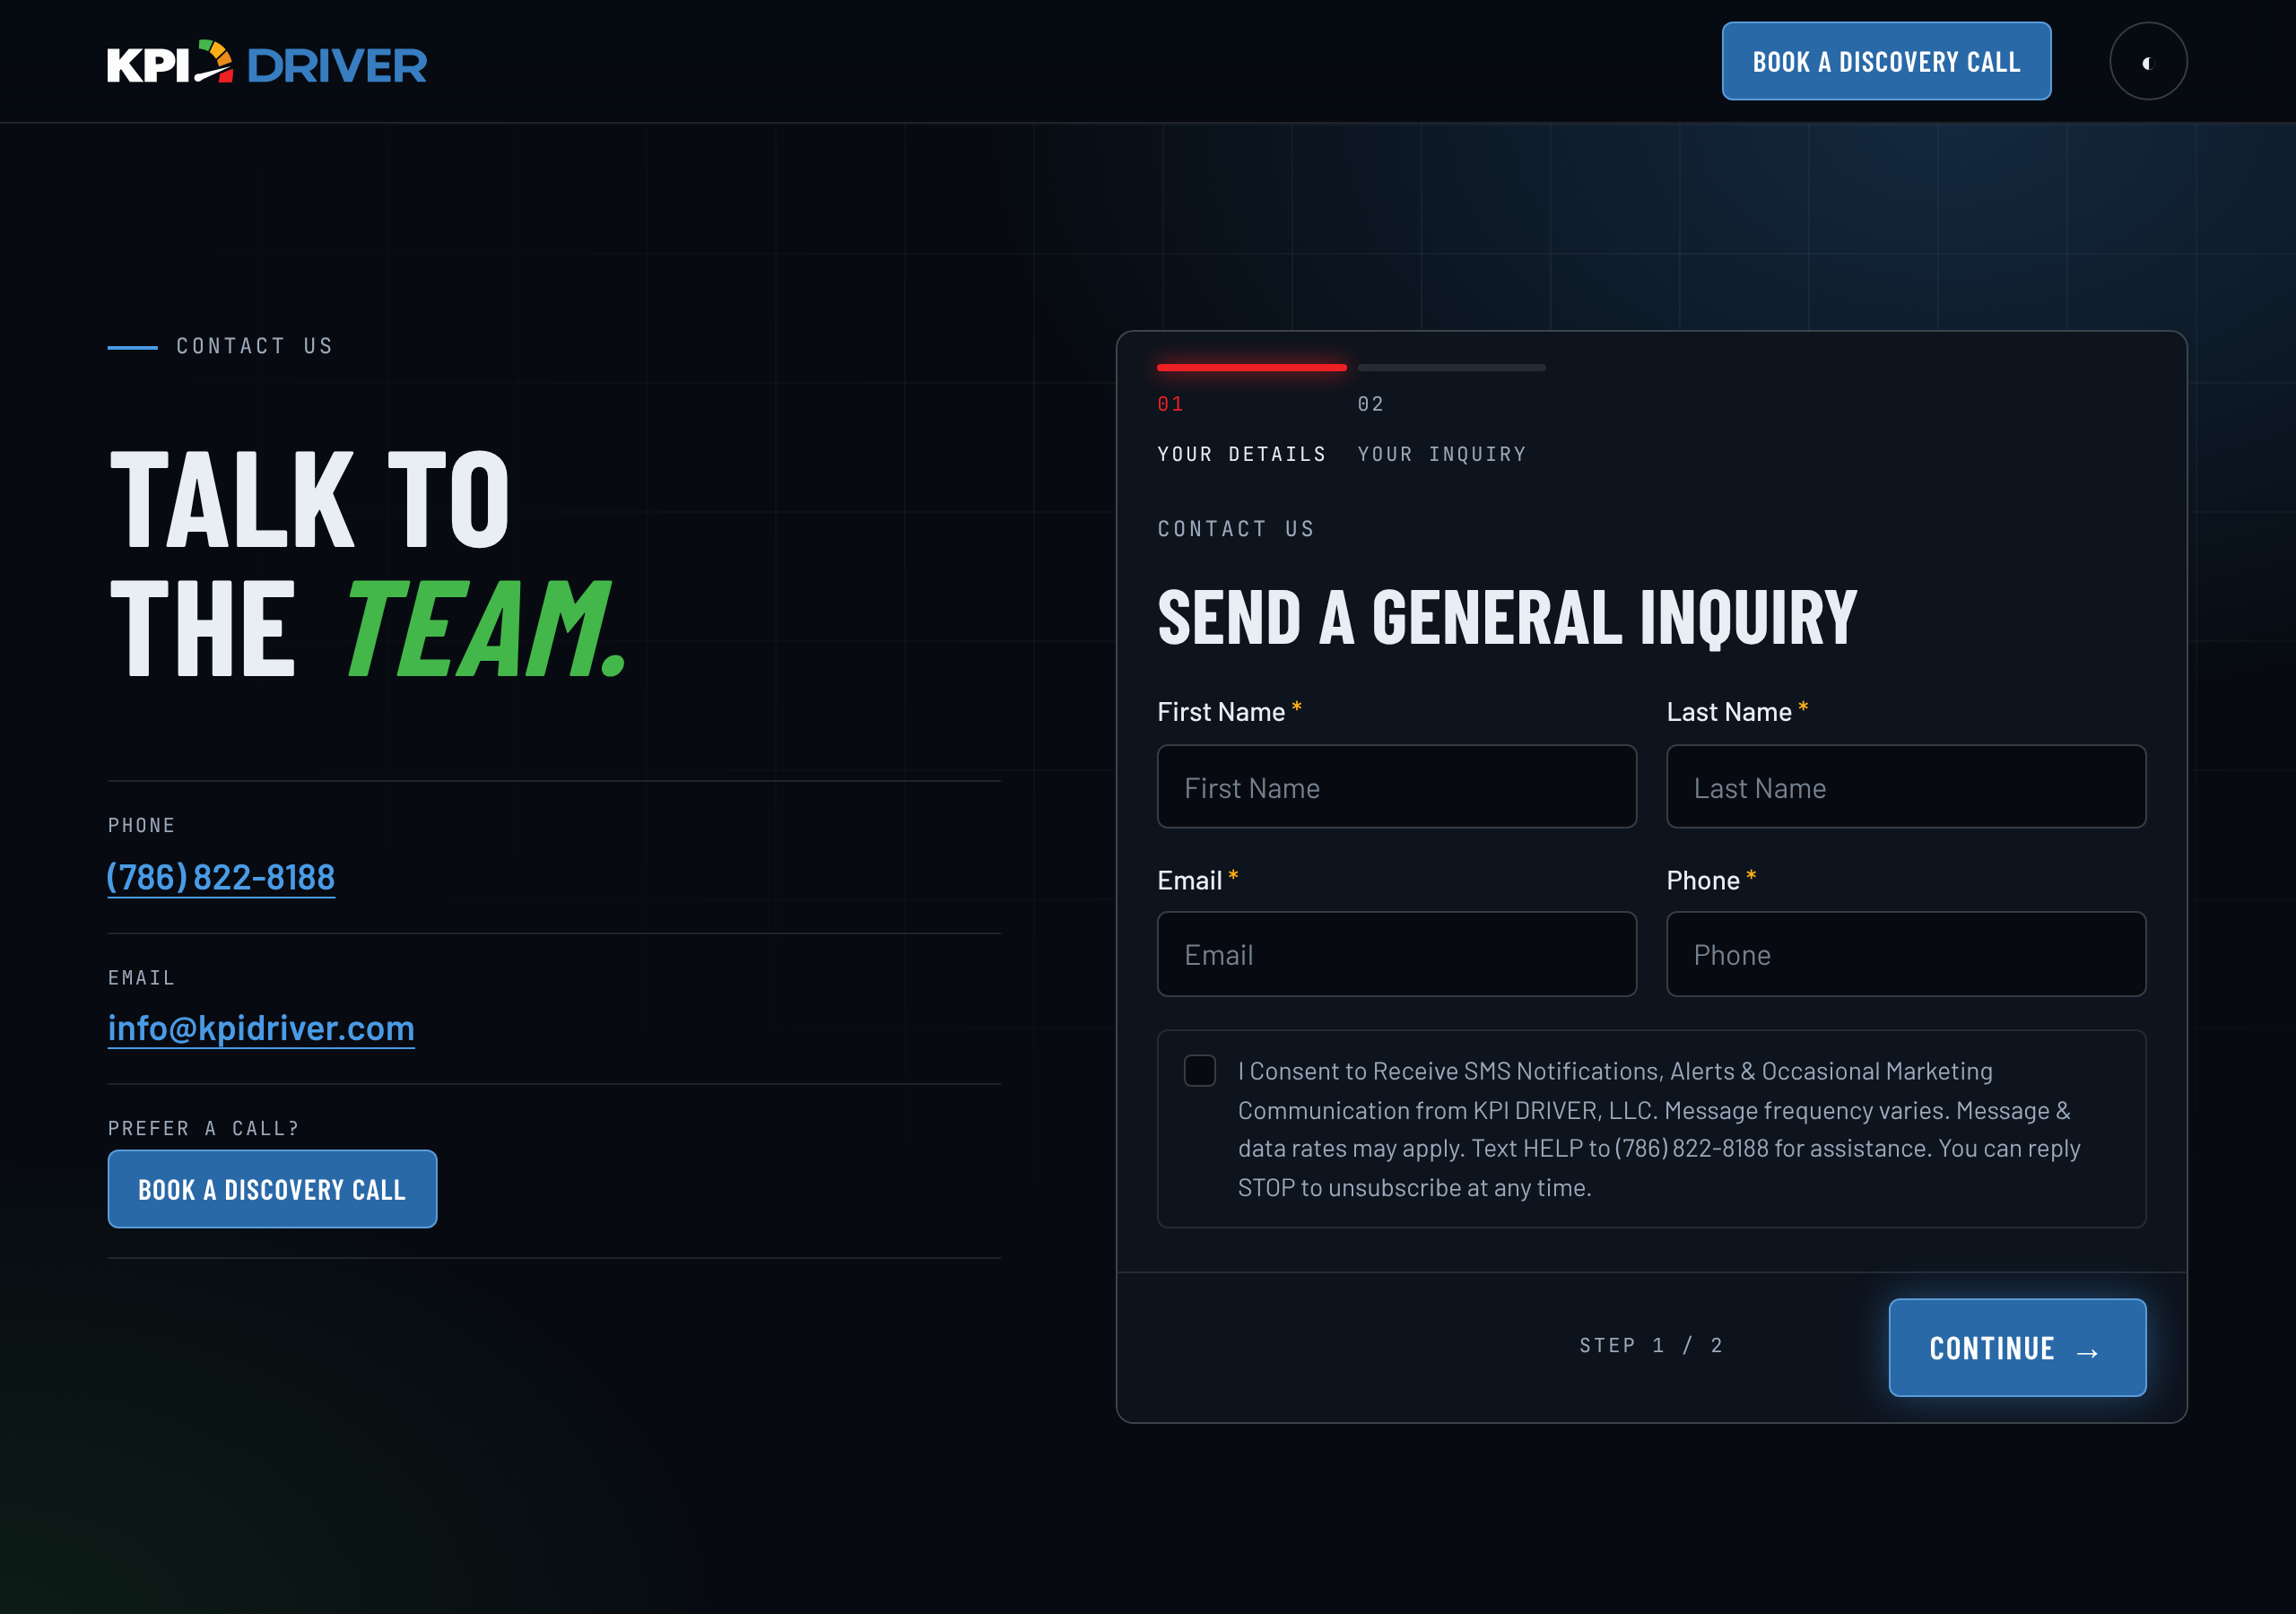 KPI DRIVER
BOOK A DISCOVERY CALL
CONTACT US
TALK TO
THE TEAM.
PHONE
(786) 822-8188
EMAIL
info@kpidriver.com
PREFER A CALL?
BOOK A DISCOVERY CALL
01
02
YOUR DETAILS
YOUR INQUIRY
CONTACT US
SEND A GENERAL INQUIRY
First Name *
Last Name *
First Name
Last Name
Email *
Phone *
Email
Phone
I Consent to Receive SMS Notifications, Alerts & Occasional Marketing
Communication from KPI DRIVER, LLC. Message frequency varies. Message &
data rates may apply. Text HELP to (786) 822-8188 for assistance. You can reply
STOP to unsubscribe at any time.
STEP 1 / 2
CONTINUE →